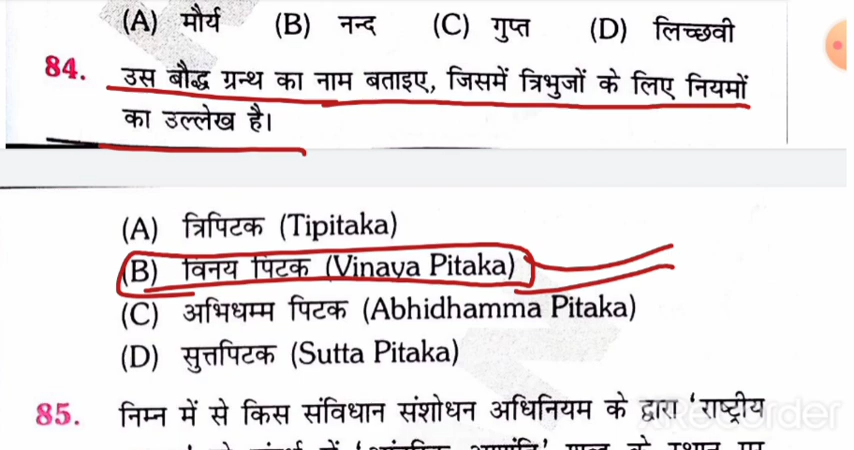 (A) मौर्य (B) नन्द (C) गुप्त (D) लिच्छवी
84. उस बौद्ध ग्रन्थ का नाम बताइए, जिसमें त्रिभुजों के लिए नियमों
का उल्लेख है।
(A) त्रिपिटक (Tipitaka)
(B) विनय पिटक (Vinaya Pitaka)
(C) अभिधम्म पिटक (Abhidhamma Pitaka)
(D) सुत्तपिटक (Sutta Pitaka)
85. निम्न में से किस संविधान संशोधन अधिनियम के द्वारा ‘राष्ट्रीय
XRecorder